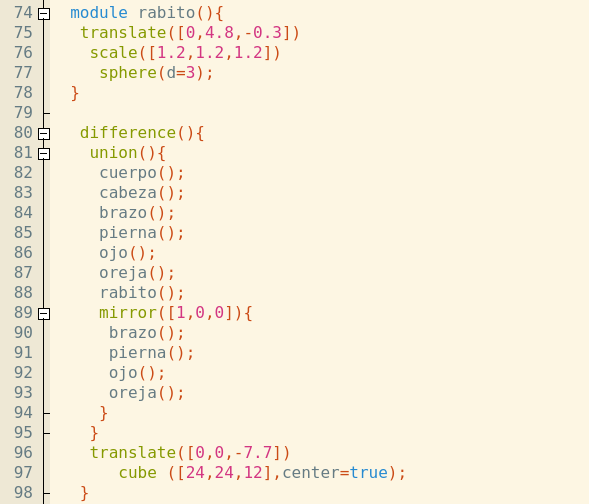 74 module rabito(){
75 translate([0,4.8,-0.3])
76 scale([1.2,1.2,1.2])
77 sphere(d=3);
78 }
79
80 difference(){
81 union(){
82 cuerpo();
83 cabeza();
84 brazo();
85 pierna();
86 ojo();
87 oreja();
88 rabito();
89 mirror([1,0,0]){
90 brazo();
91 pierna();
92 ojo();
93 oreja();
94 }
95 }
96 translate([0,0,-7.7])
97 cube ([24,24,12],center=true);
98 }